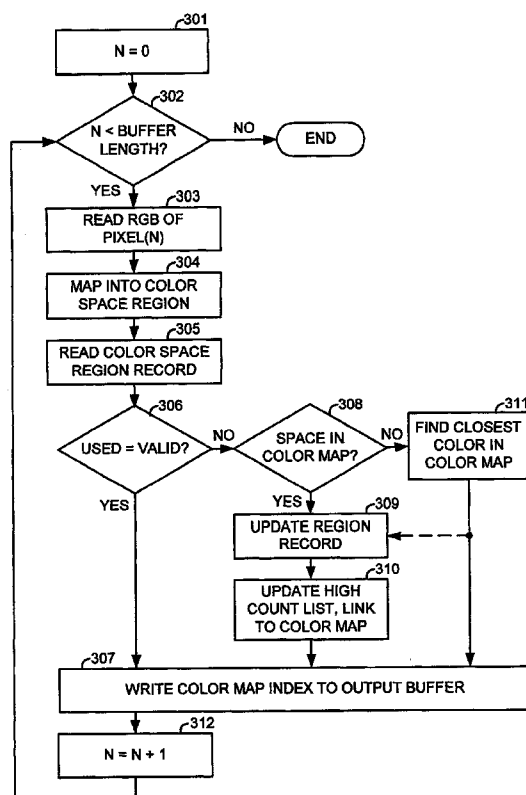 301
N = 0
302
N < BUFFER
LENGTH?
NO
END
YES
303
READ RGB OF
PIXEL(N)
304
MAP INTO COLOR
SPACE REGION
305
READ COLOR SPACE
REGION RECORD
306
USED = VALID?
NO
308
SPACE IN
COLOR MAP?
NO
311
FIND CLOSEST
COLOR IN
COLOR MAP
YES
YES
309
UPDATE REGION
RECORD
310
UPDATE HIGH
COUNT LIST, LINK
TO COLOR MAP
307
WRITE COLOR MAP INDEX TO OUTPUT BUFFER
312
N = N + 1